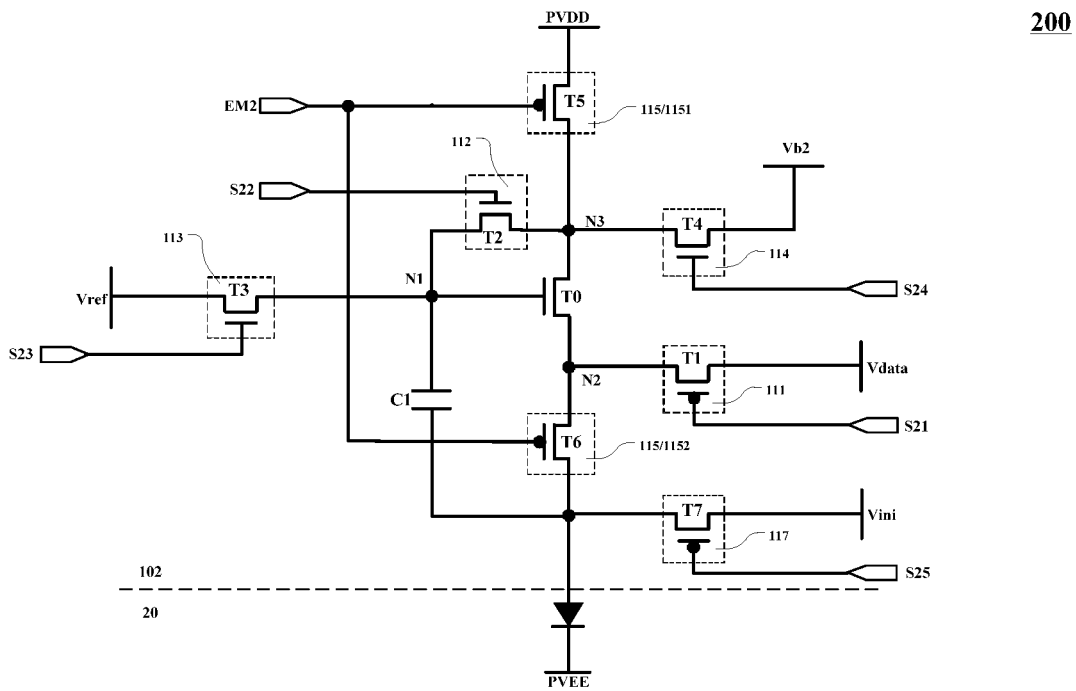 200
PVDD
EM2
T5
115/1151
112
Vb2
S22
T2
N3
T4
114
113
T3
N1
T0
Vref
S24
S23
T1
Vdata
N2
111
C1
T6
S21
115/1152
T7
Vini
117
S25
102
20
PVEE